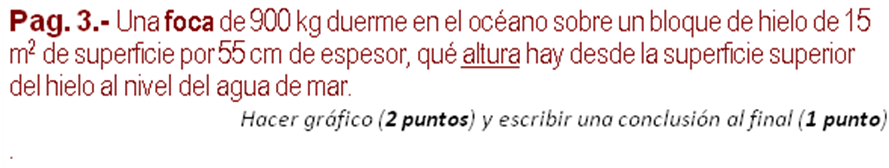 Pag. 3.- Una foca de 900 kg duerme en el océano sobre un bloque de hielo de 15
m² de superficie por 55 cm de espesor, qué altura hay desde la superficie superior
del hielo al nivel del agua de mar.
Hacer gráfico (2 puntos) y escribir una conclusión al final (1 punto)
.